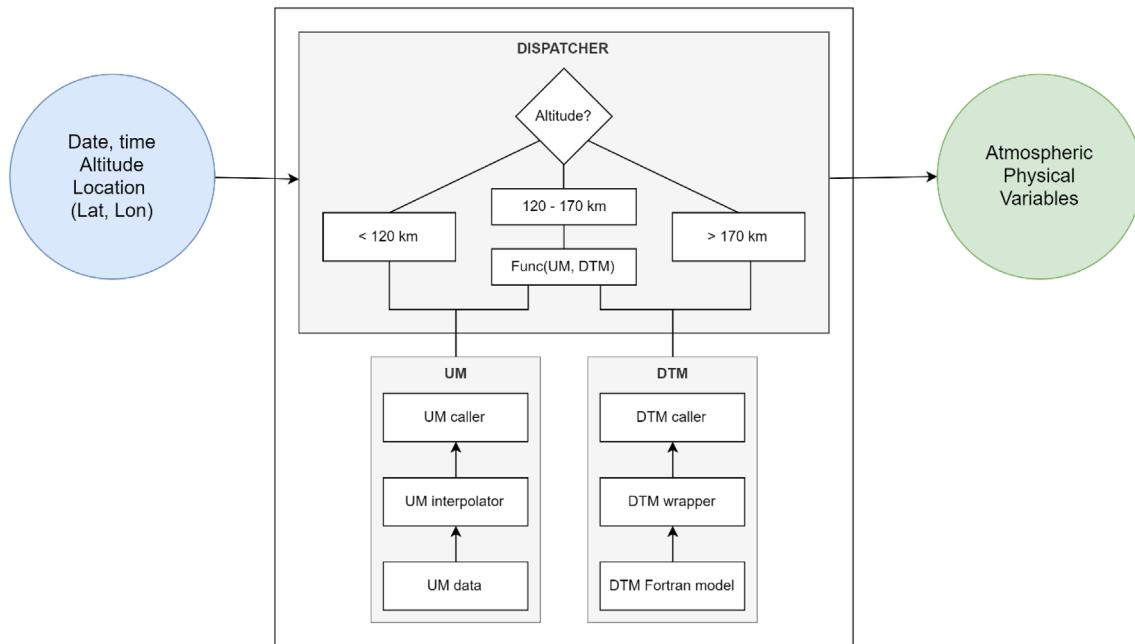 DISPATCHER
Altitude?
Date, time
Altitude
Location
(Lat, Lon)
Atmospheric
Physical
Variables
120 - 170 km
< 120 km
> 170 km
Func(UM, DTM)
UM
DTM
UM caller
DTM caller
UM interpolator
DTM wrapper
UM data
DTM Fortran model